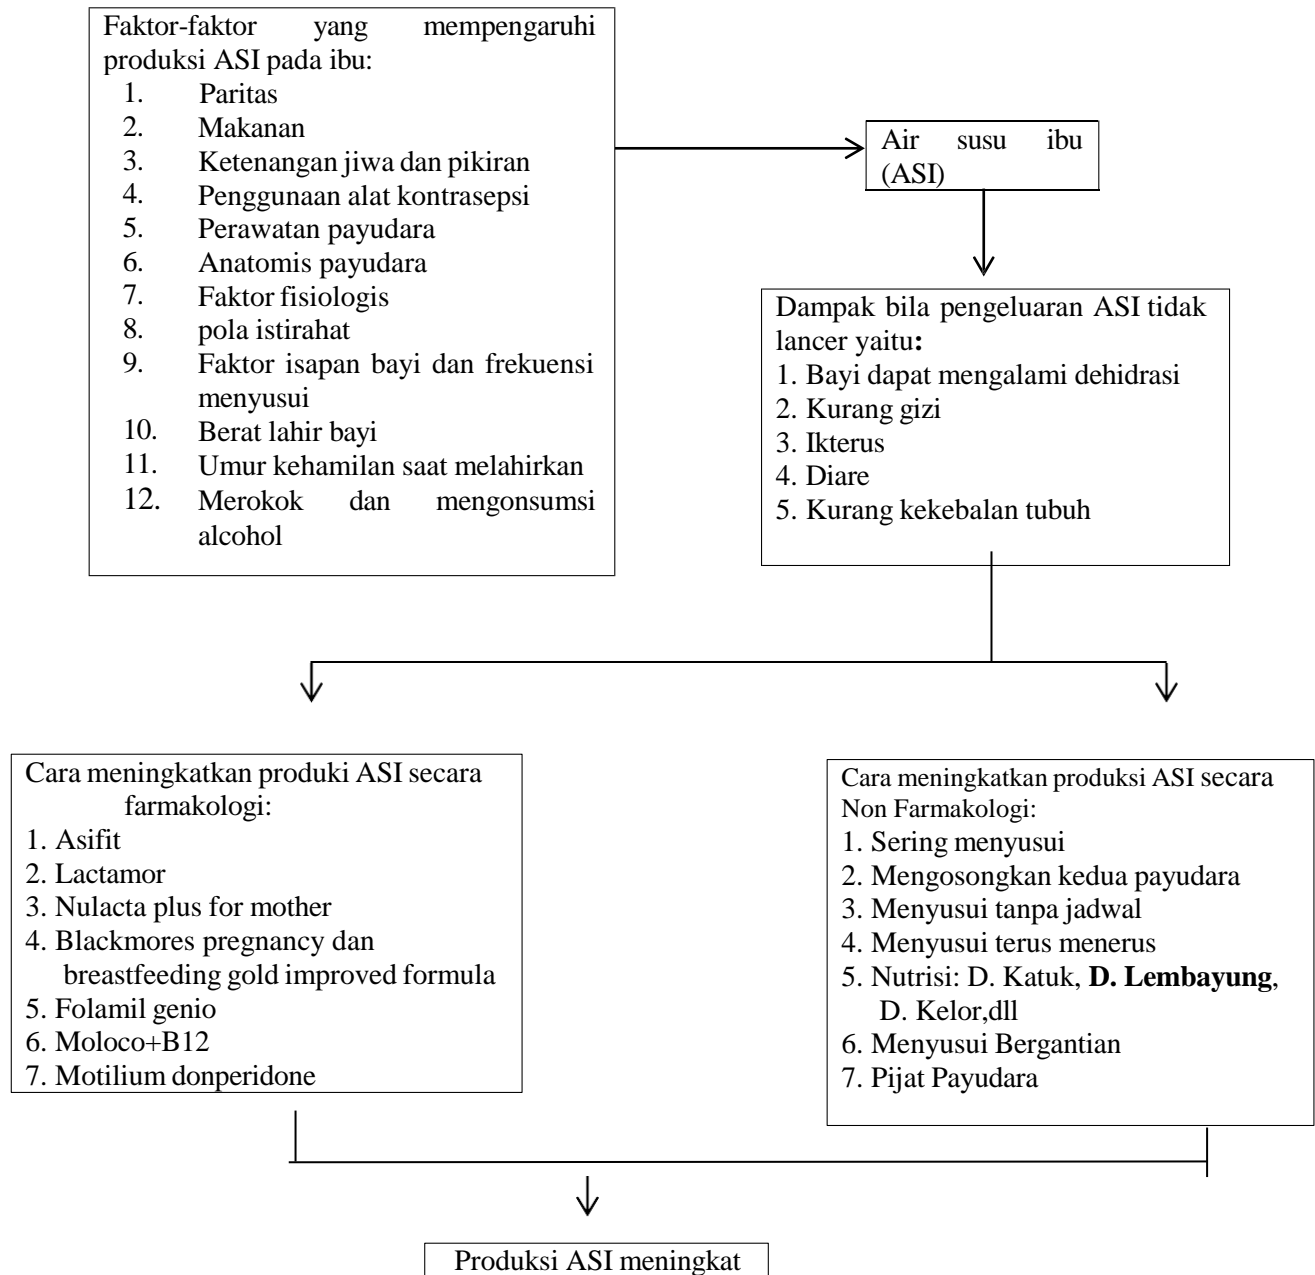 Faktor-faktor yang mempengaruhi
produksi ASI pada ibu:
1. Paritas
2. Makanan
3. Ketenangan jiwa dan pikiran
4. Penggunaan alat kontrasepsi
5. Perawatan payudara
6. Anatomis payudara
7. Faktor fisiologis
8. pola istirahat
9. Faktor isapan bayi dan frekuensi
menyusui
10. Berat lahir bayi
11. Umur kehamilan saat melahirkan
12. Merokok dan mengonsumsi
alcohol
Air susu ibu
(ASI)
Dampak bila pengeluaran ASI tidak
lancer yaitu:
1. Bayi dapat mengalami dehidrasi
2. Kurang gizi
3. Ikterus
4. Diare
5. Kurang kekebalan tubuh
Cara meningkatkan produki ASI secara
farmakologi:
1. Asifit
2. Lactamor
3. Nulacta plus for mother
4. Blackmores pregnancy dan
breastfeeding gold improved formula
5. Folamil genio
6. Moloco+B12
7. Motilium donperidone
Cara meningkatkan produksi ASI secara
Non Farmakologi:
1. Sering menyusui
2. Mengosongkan kedua payudara
3. Menyusui tanpa jadwal
4. Menyusui terus menerus
5. Nutrisi: D. Katuk, D. Lembayung,
D. Kelor,dll
6. Menyusui Bergantian
7. Pijat Payudara
Produksi ASI meningkat